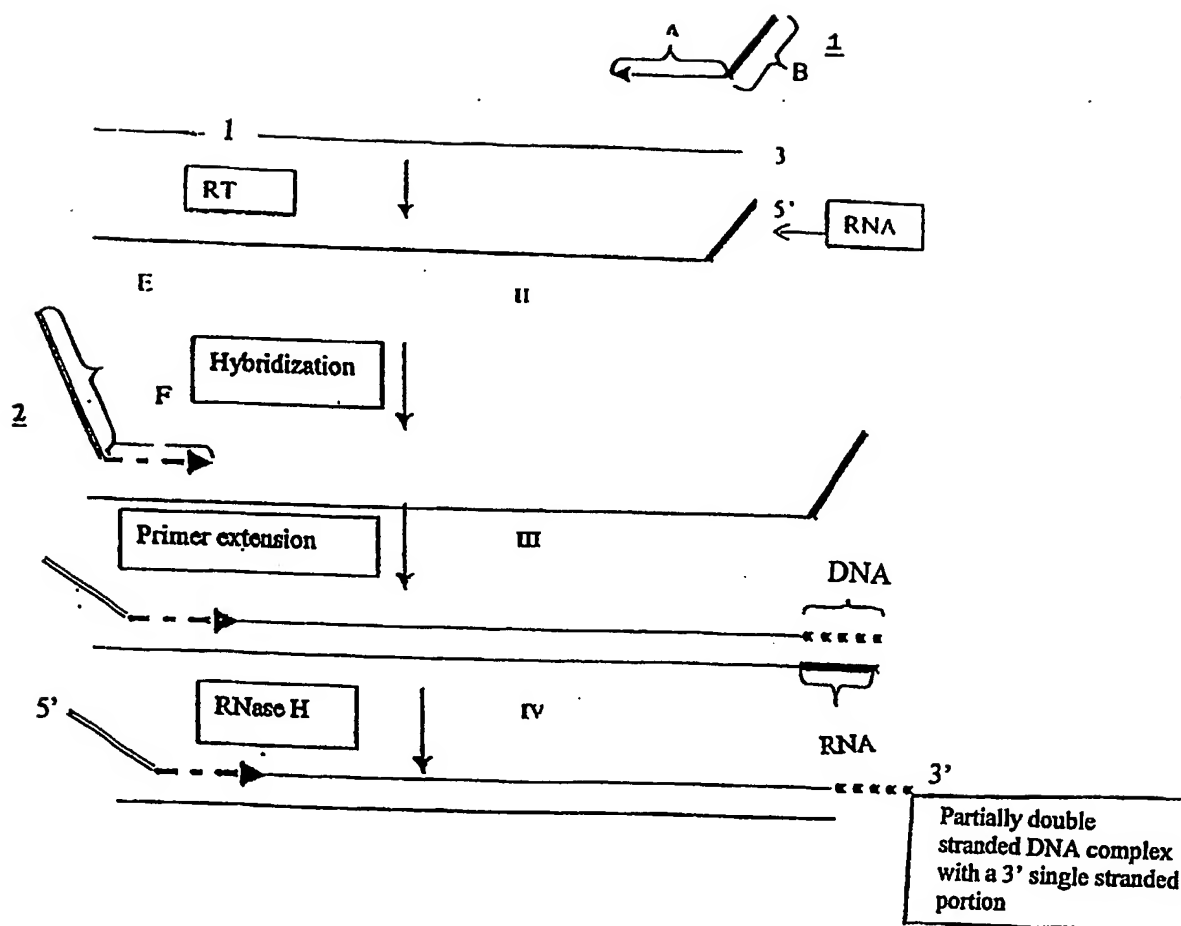 A
1
B
1
3
RT
5'
RNA
E
II
Hybridization
F
2
Primer extension
III
DNA
RNase H
IV
5'
RNA
3'
Partially double
stranded DNA complex
with a 3' single stranded
portion